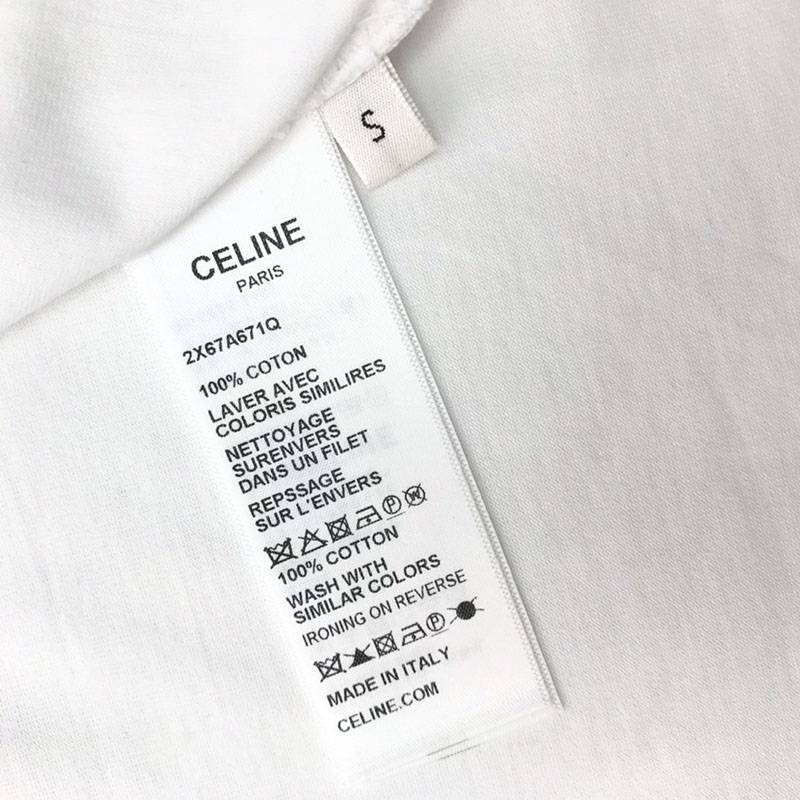 S
CELINE
PARIS
2X67A671Q
100% COTON
LAVER AVEC
COLORIS SIMILIRES
NETTOYAGE
SURENVERS
DANS UN FILET
REPSSAGE
SUR L'ENVERS
P W
100% COTTON
WASH WITH
SIMILAR COLORS
IRONING ON REVERSE
P
MADE IN ITALY
CELINE.COM